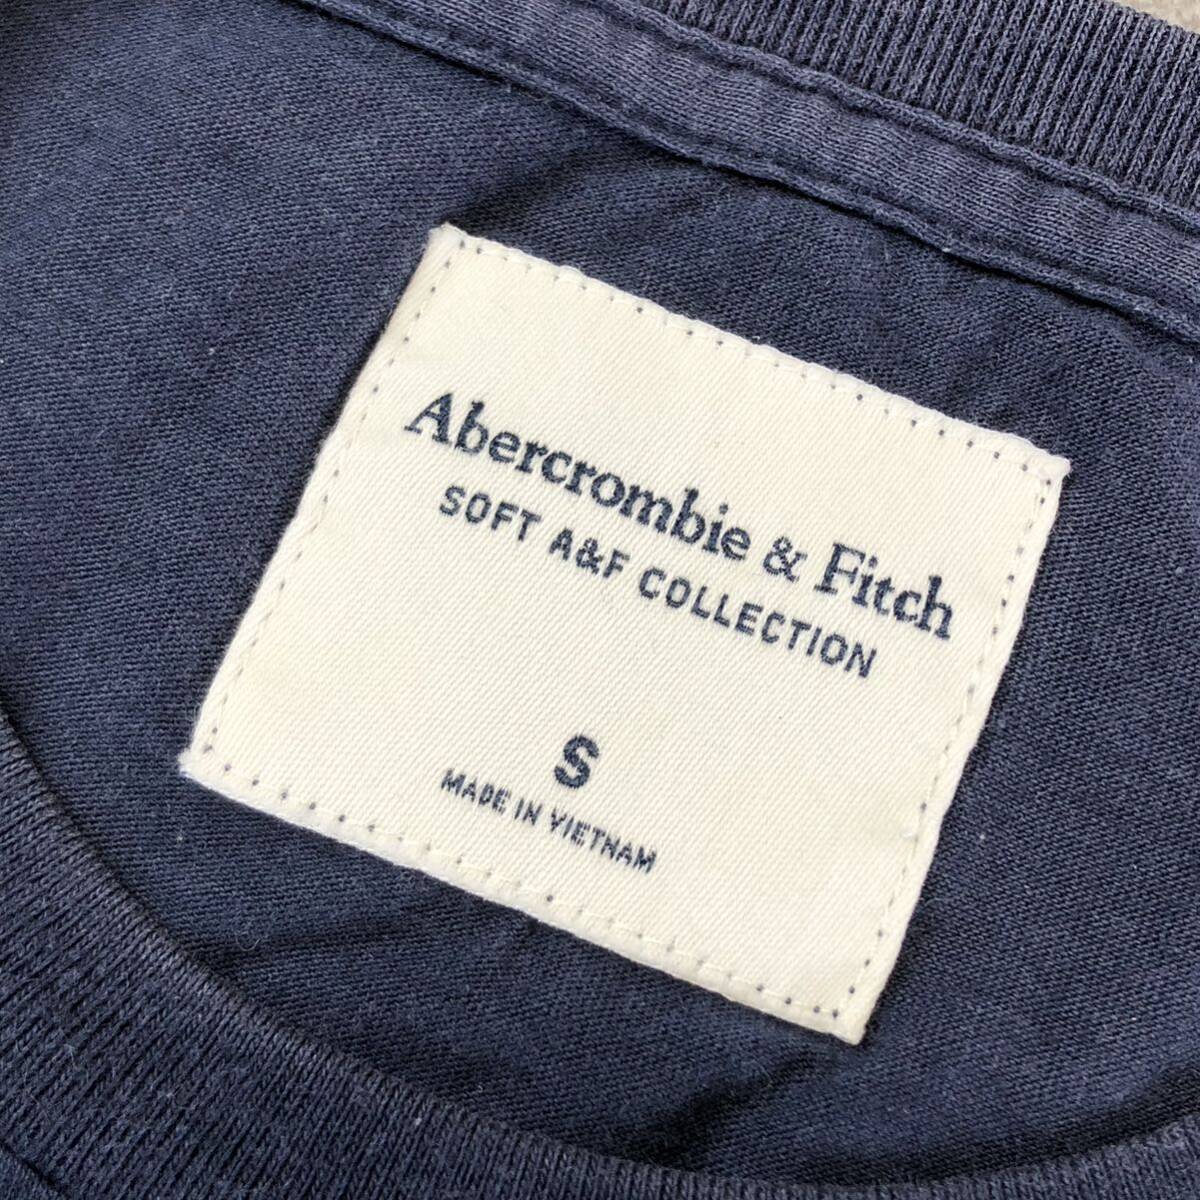 Abercrombie & Fitch
SOFT A&F COLLECTION
S
MADE IN VIETNAM